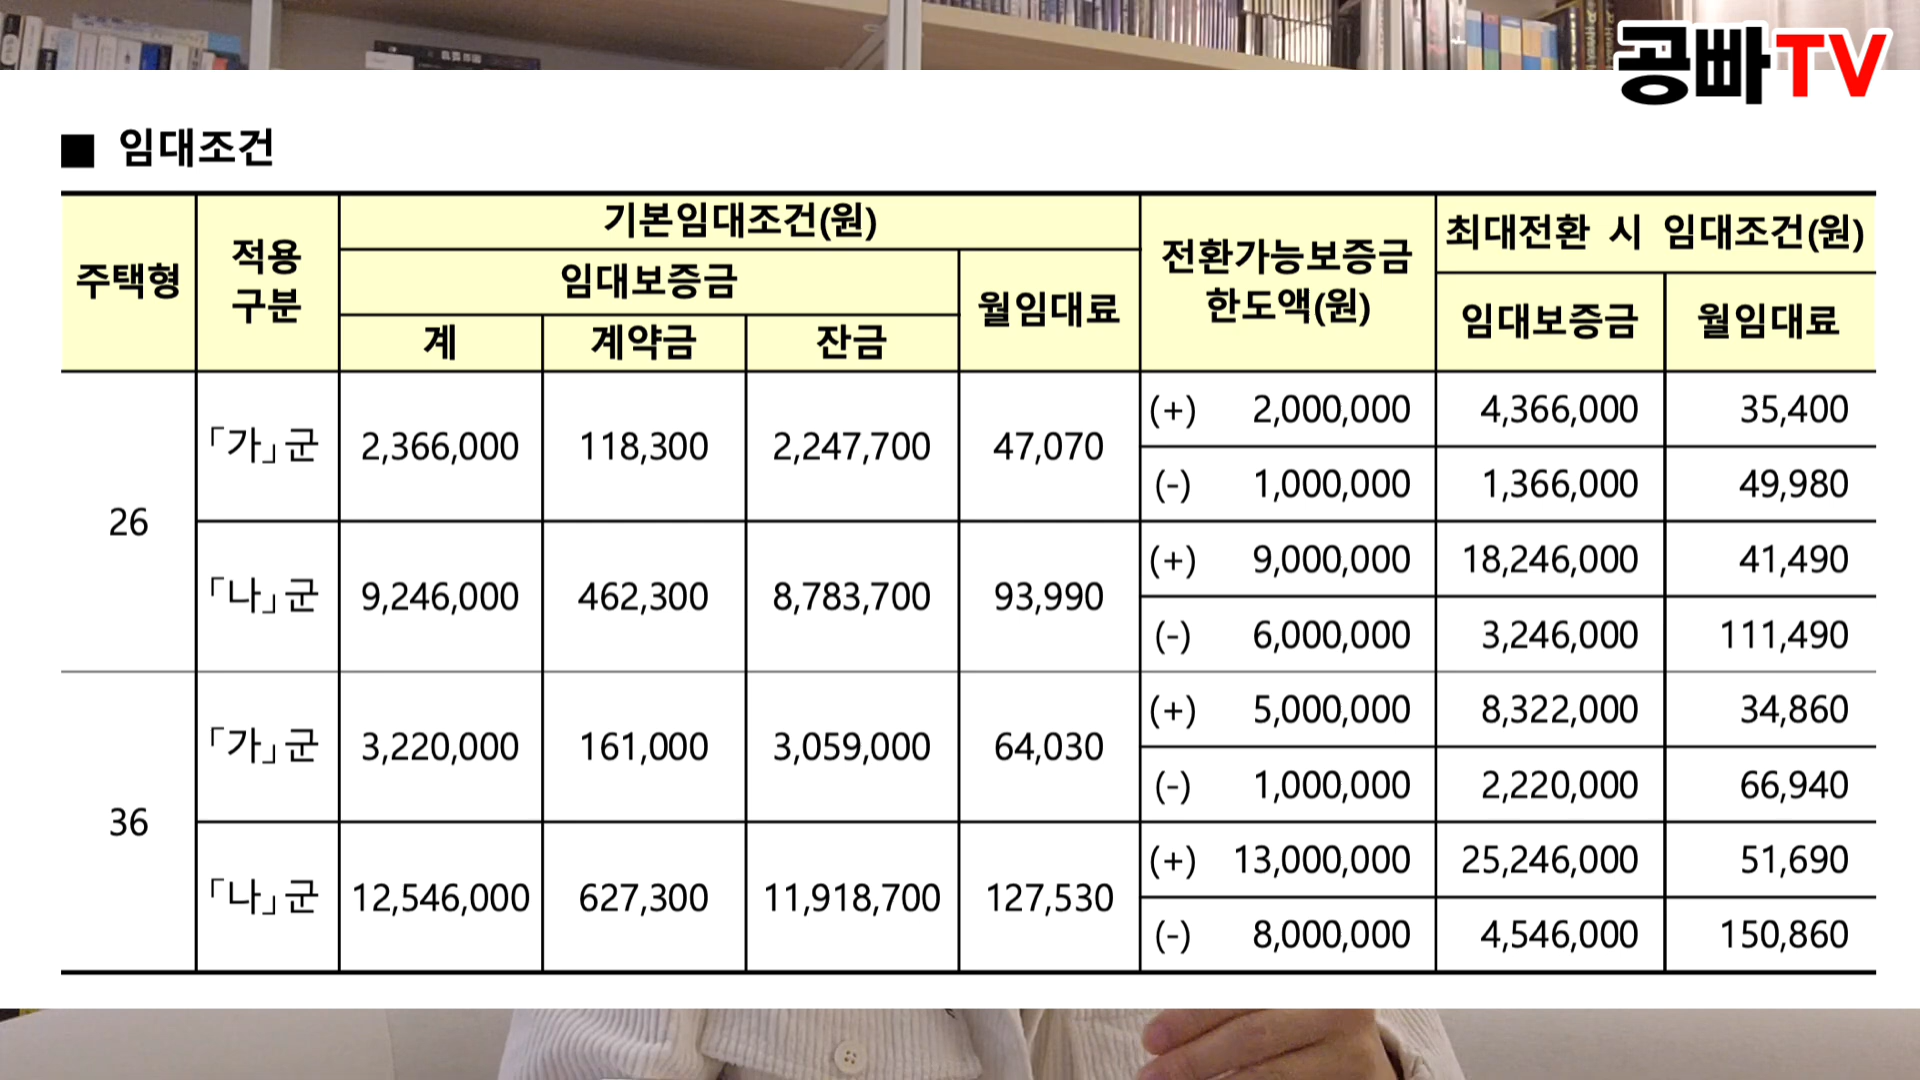 공빠TV
■ 임대조건
주택형 적용구분 기본임대조건(원) 전환가능보증금 한도액(원) 최대전환 시 임대조건(원)
임대보증금 월임대료 임대보증금 월임대료
계 계약금 잔금
26 「가」군 2,366,000 118,300 2,247,700 47,070 (+) 2,000,000 4,366,000 35,400
(-) 1,000,000 1,366,000 49,980
「나」군 9,246,000 462,300 8,783,700 93,990 (+) 9,000,000 18,246,000 41,490
(-) 6,000,000 3,246,000 111,490
36 「가」군 3,220,000 161,000 3,059,000 64,030 (+) 5,000,000 8,322,000 34,860
(-) 1,000,000 2,220,000 66,940
「나」군 12,546,000 627,300 11,918,700 127,530 (+) 13,000,000 25,246,000 51,690
(-) 8,000,000 4,546,000 150,860